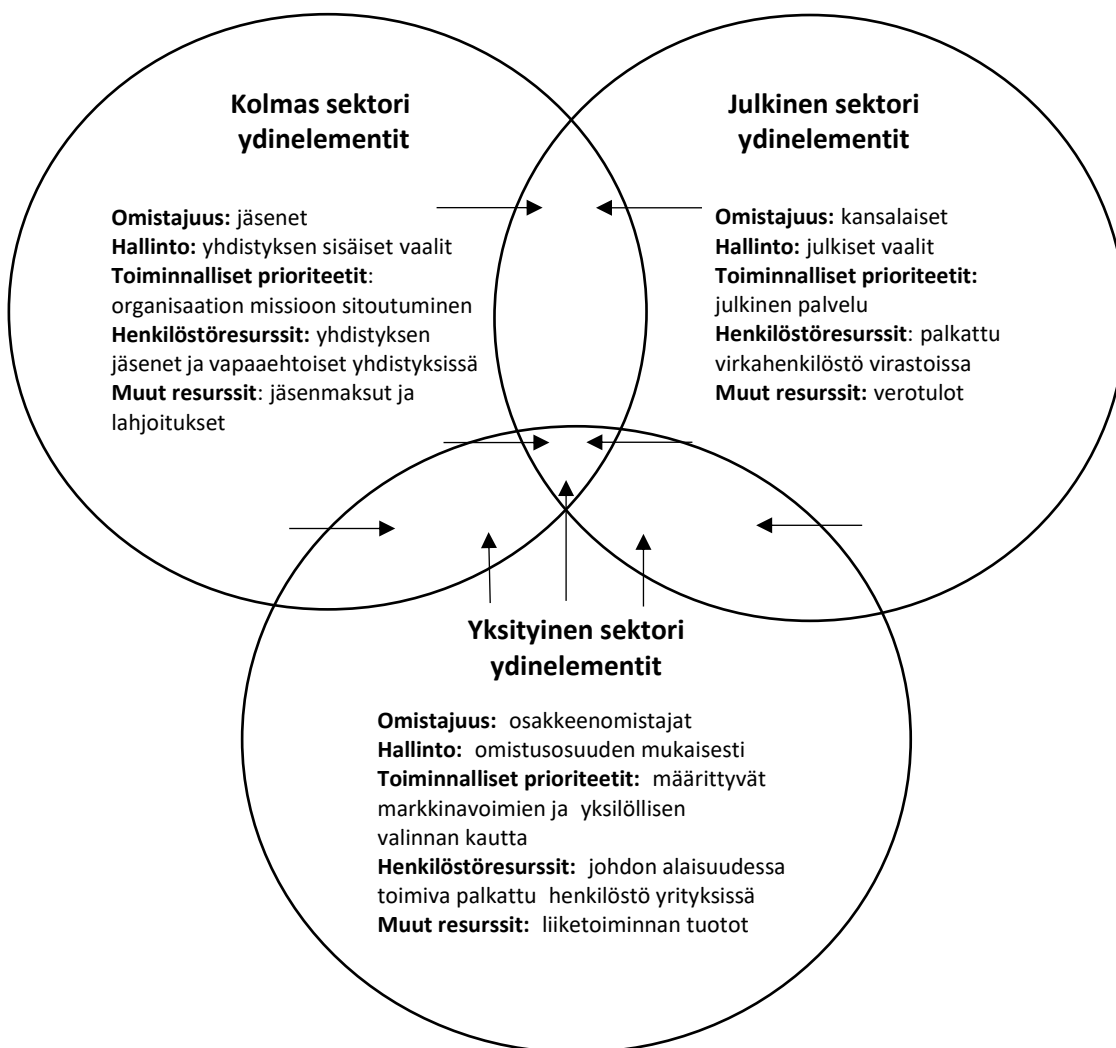 Kolmas sektori
ydinelementit
Omistajuus: jäsenet
Hallinto: yhdistyksen sisäiset vaalit
Toiminnalliset prioriteetit:
organisaation missioon sitoutuminen
Henkilöstöresurssit: yhdistyksen
jäsenet ja vapaaehtoiset yhdistyksissä
Muut resurssit: jäsenmaksut ja
lahjoitukset
Julkinen sektori
ydinelementit
Omistajuus: kansalaiset
Hallinto: julkiset vaalit
Toiminnalliset prioriteetit:
julkinen palvelu
Henkilöstöresurssit: palkattu
virkahenkilöstö virastoissa
Muut resurssit: verotulot
Yksityinen sektori
ydinelementit
Omistajuus: osakkeenomistajat
Hallinto: omistusosuuden mukaisesti
Toiminnalliset prioriteetit: määrittyvät
markkinavoimien ja yksilöllisen
valinnan kautta
Henkilöstöresurssit: johdon alaisuudessa
toimiva palkattu henkilöstö yrityksissä
Muut resurssit: liiketoiminnan tuotot